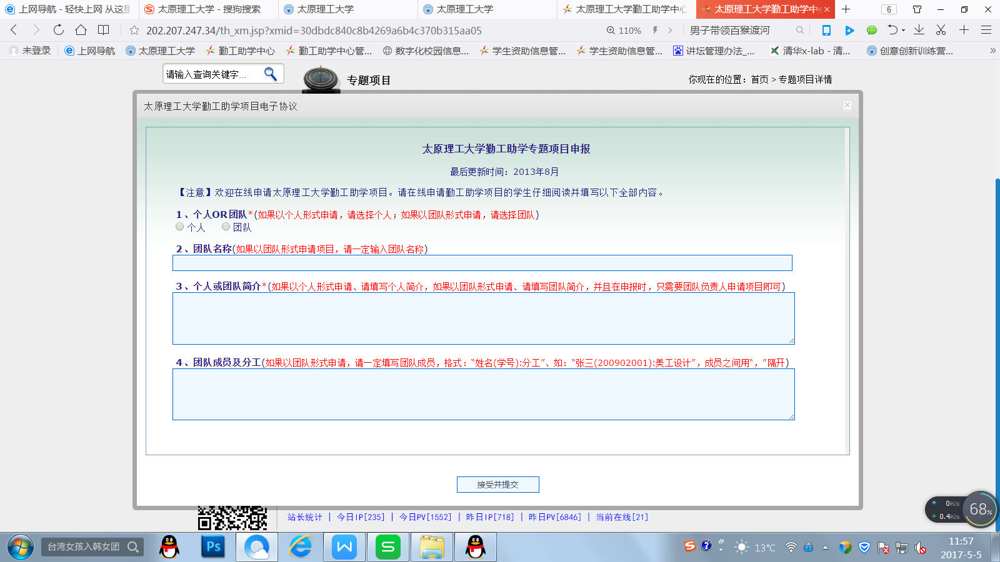 上网导航 - 轻快上网 从这里
太原理工大学 - 搜狗搜索
太原理工大学
太原理工大学
太原理工大学勤工助学中心
太原理工大学勤工助学中心
6
202.207.247.34/th_xm.jsp?xmid=30dbdc840c8b4269a6b4c370b315aa05
110%
男子带领百猴渡河
未登录
上网导航
太原理工大学
勤工助学中心
勤工助学中心管...
数字化校园信息...
学生资助信息管...
学生资助信息管...
讲坛管理办法_...
清华x-lab - 清...
创意创新训练营...
请输入查询关键字...
专题项目
你现在的位置：首页 > 专题项目详情
太原理工大学勤工助学项目电子协议
太原理工大学勤工助学专题项目申报
最后更新时间：2013年8月
【注意】欢迎在线申请太原理工大学勤工助学项目。请在线申请勤工助学项目的学生仔细阅读并填写以下全部内容。
1、个人OR团队*(如果以个人形式申请，请选择个人；如果以团队形式申请，请选择团队)
个人 团队
2、团队名称(如果以团队形式申请项目，请一定输入团队名称)
3、个人或团队简介*(如果以个人形式申请、请填写个人简介，如果以团队形式申请、请填写团队简介，并且在申报时，只需要团队负责人申请项目即可)
4、团队成员及分工(如果以团队形式申请，请一定填写团队成员，格式："姓名(学号):分工"、如："张三(200902001):美工设计"，成员之间用"，"隔开)
接受并提交
站长统计 | 今日IP[235] | 今日PV[1552] | 昨日IP[718] | 昨日PV[6846] | 当前在线[21]
0K/s
0.4K/s
68%
台湾女孩入韩女团
Ps
W
S
13℃
11:57
2017-5-5